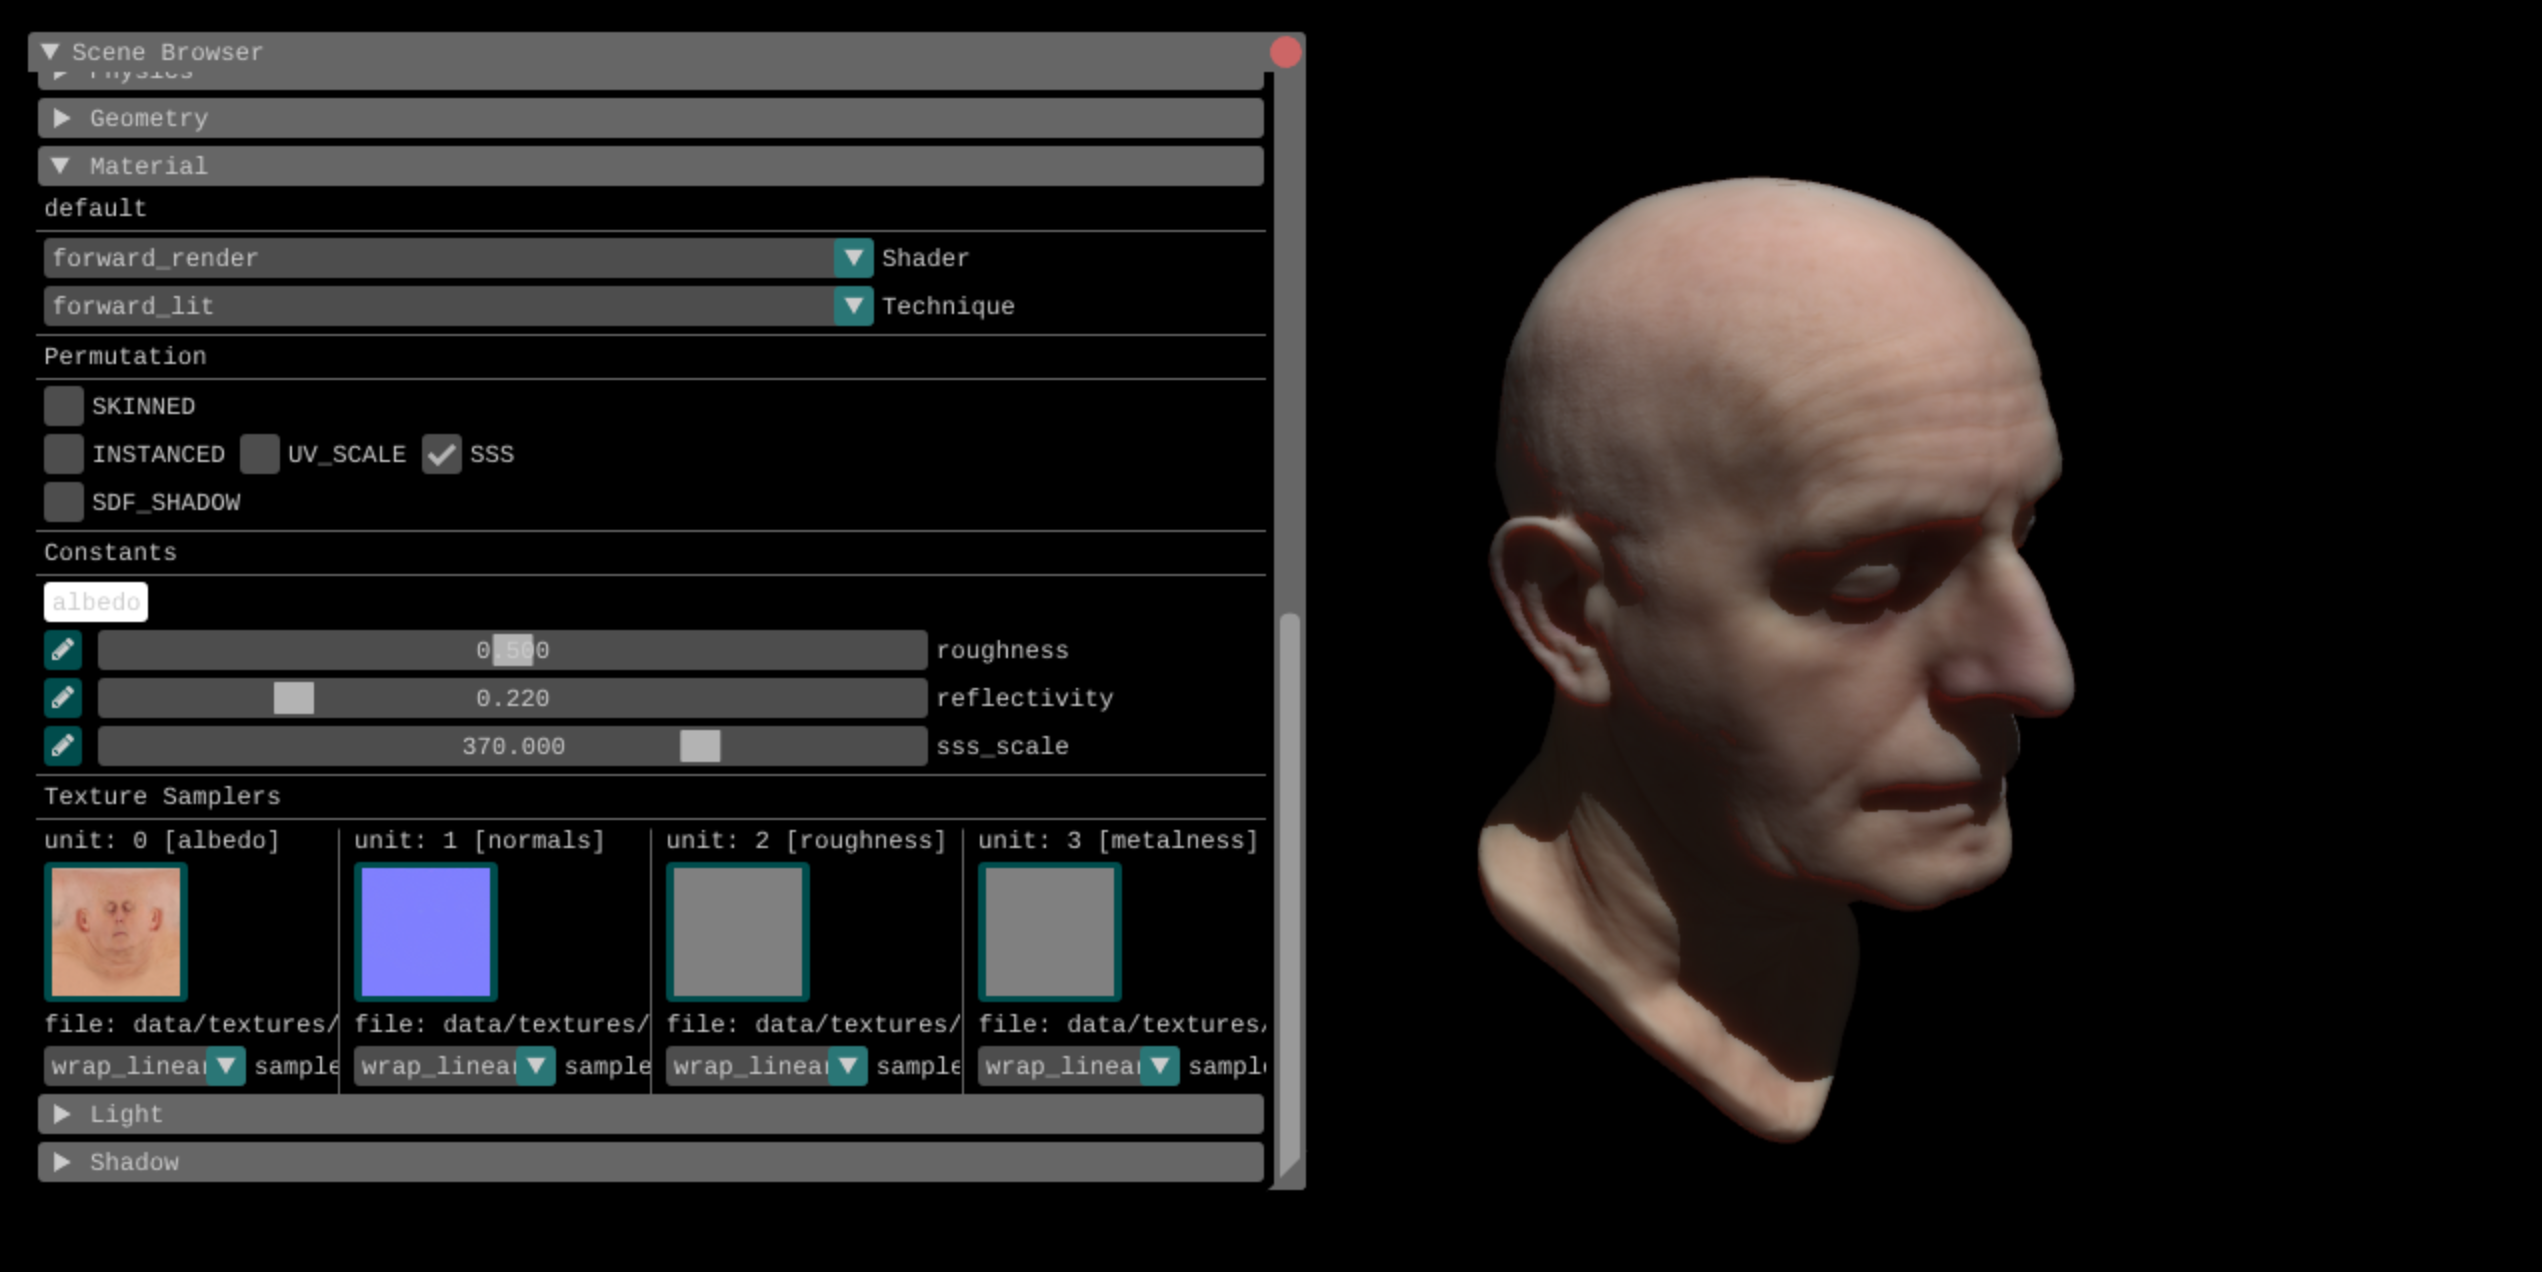 Scene Browser
Physics
Geometry
Material
default
forward_render Shader
forward_lit Technique
Permutation
SKINNED
INSTANCED UV_SCALE SSS
SDF_SHADOW
Constants
albedo
0.500 roughness
0.220 reflectivity
370.000 sss_scale
Texture Samplers
unit: 0 [albedo] unit: 1 [normals] unit: 2 [roughness] unit: 3 [metalness]
file: data/textures/ file: data/textures/ file: data/textures/ file: data/textures/
wrap_linear sample wrap_linear sample wrap_linear sample wrap_linear sampl
Light
Shadow